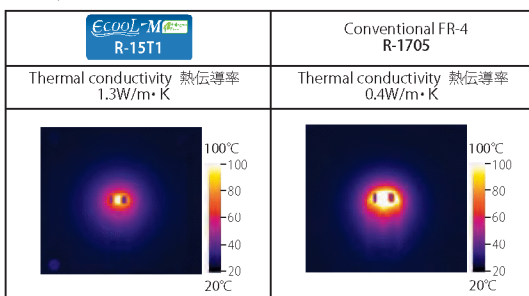 ECOOL-M
R-15T1
Conventional FR-4
R-1705
Thermal conductivity 熱伝導率
1.3W/m・K
Thermal conductivity 熱伝導率
0.4W/m・K
100℃
100
80
60
40
20
20℃
100℃
100
80
60
40
20
20℃